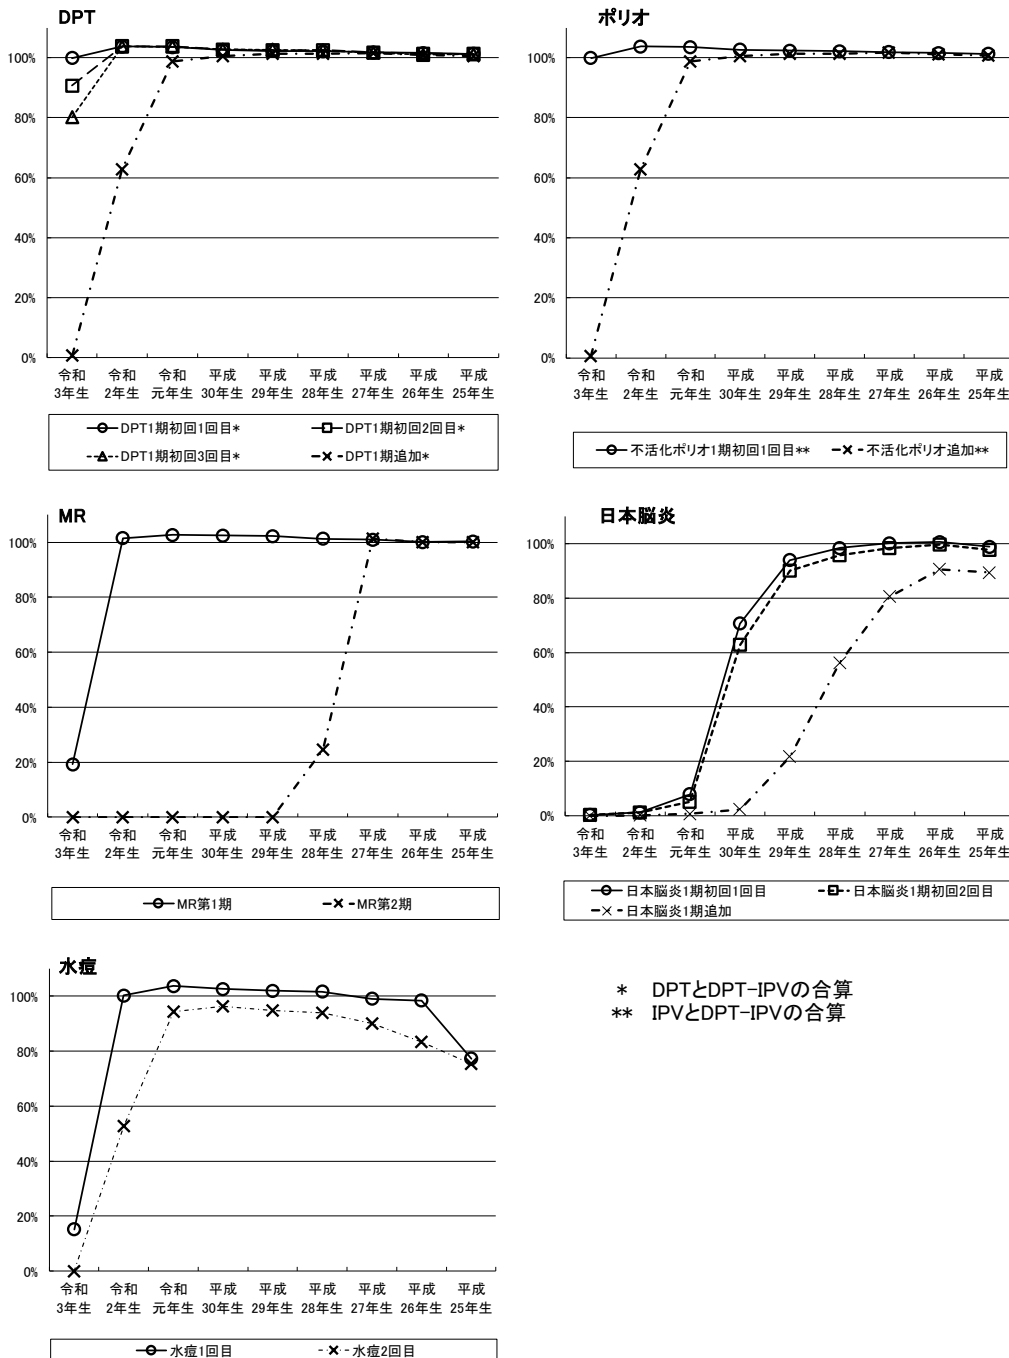 DPT
100%
80%
60%
40%
20%
0%
令和 令和 令和 平成 平成 平成 平成 平成 平成
3年生 2年生 元年生 30年生 29年生 28年生 27年生 26年生 25年生
DPT1期初回1回目* DPT1期初回2回目*
DPT1期初回3回目* DPT1期追加*
ポリオ
100%
80%
60%
40%
20%
0%
令和 令和 令和 平成 平成 平成 平成 平成 平成
3年生 2年生 元年生 30年生 29年生 28年生 27年生 26年生 25年生
不活化ポリオ1期初回1回目** 不活化ポリオ追加**
MR
100%
80%
60%
40%
20%
0%
令和 令和 令和 平成 平成 平成 平成 平成 平成
3年生 2年生 元年生 30年生 29年生 28年生 27年生 26年生 25年生
MR第1期 MR第2期
日本脳炎
100%
80%
60%
40%
20%
0%
令和 令和 令和 平成 平成 平成 平成 平成 平成
3年生 2年生 元年生 30年生 29年生 28年生 27年生 26年生 25年生
日本脳炎1期初回1回目 日本脳炎1期初回2回目
日本脳炎1期追加
水痘
100%
80%
60%
40%
20%
0%
令和 令和 令和 平成 平成 平成 平成 平成 平成
3年生 2年生 元年生 30年生 29年生 28年生 27年生 26年生 25年生
水痘1回目 水痘2回目
* DPTとDPT-IPVの合算
** IPVとDPT-IPVの合算